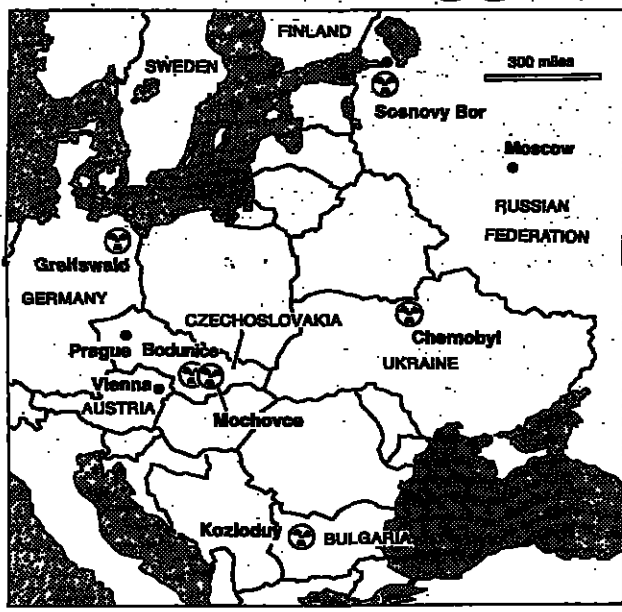 FINLAND
SWEDEN
300 miles
Sosnovy Bor
Moscow
RUSSIAN
FEDERATION
Greifswald
GERMANY
CZECHOSLOVAKIA
Chernobyl
Prague
Bodunice
UKRAINE
Vienna
AUSTRIA
Mochovce
Kozloduy
BULGARIA